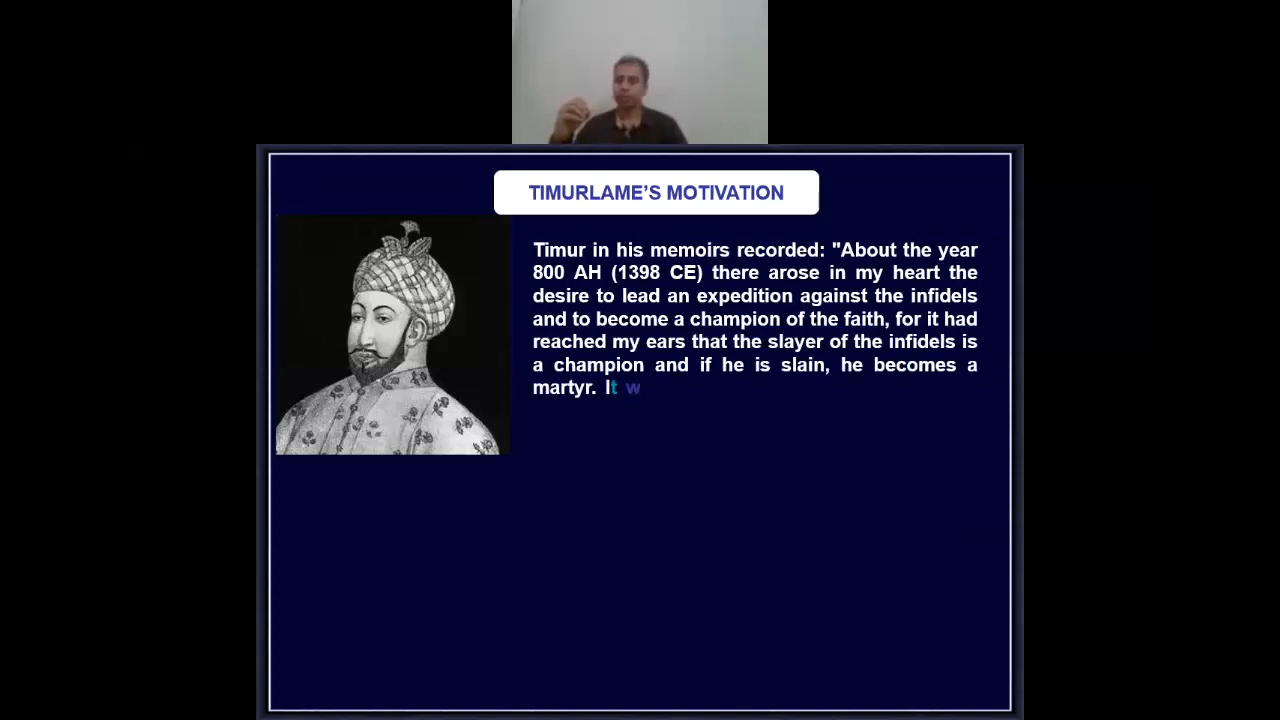 TIMURLAME'S MOTIVATION
Timur in his memoirs recorded: "About the year
800 AH (1398 CE) there arose in my heart the
desire to lead an expedition against the infidels
and to become a champion of the faith, for it had
reached my ears that the slayer of the infidels is
a champion and if he is slain, he becomes a
martyr. It w